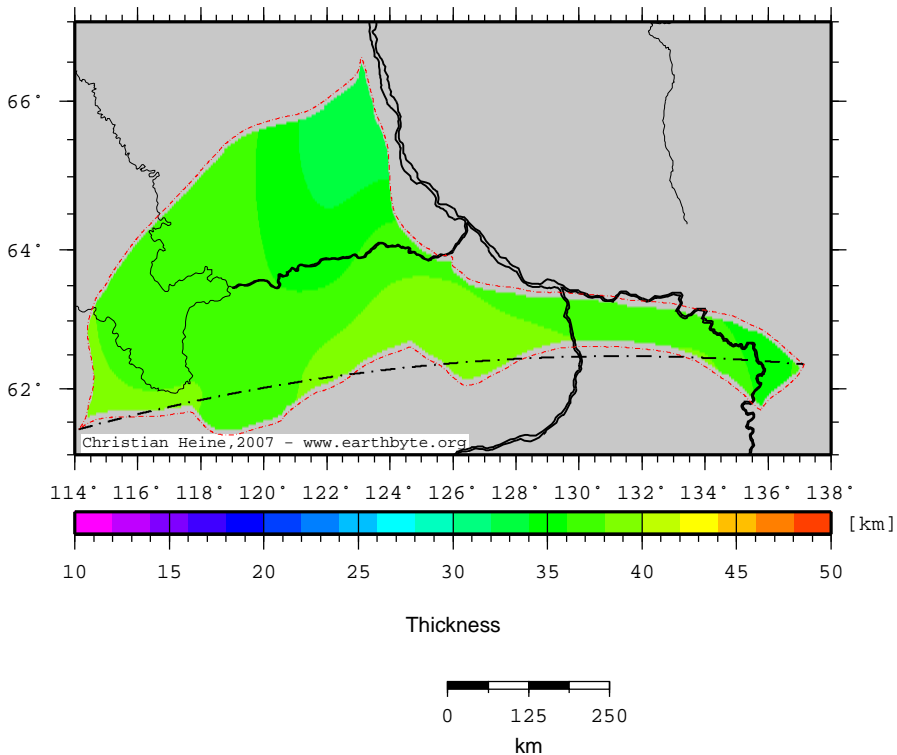 66°
64°
62°
Christian Heine,2007 - www.earthbyte.org
114° 116° 118° 120° 122° 124° 126° 128° 130° 132° 134° 136° 138°
[km]
10 15 20 25 30 35 40 45 50
Thickness
0 125 250
km